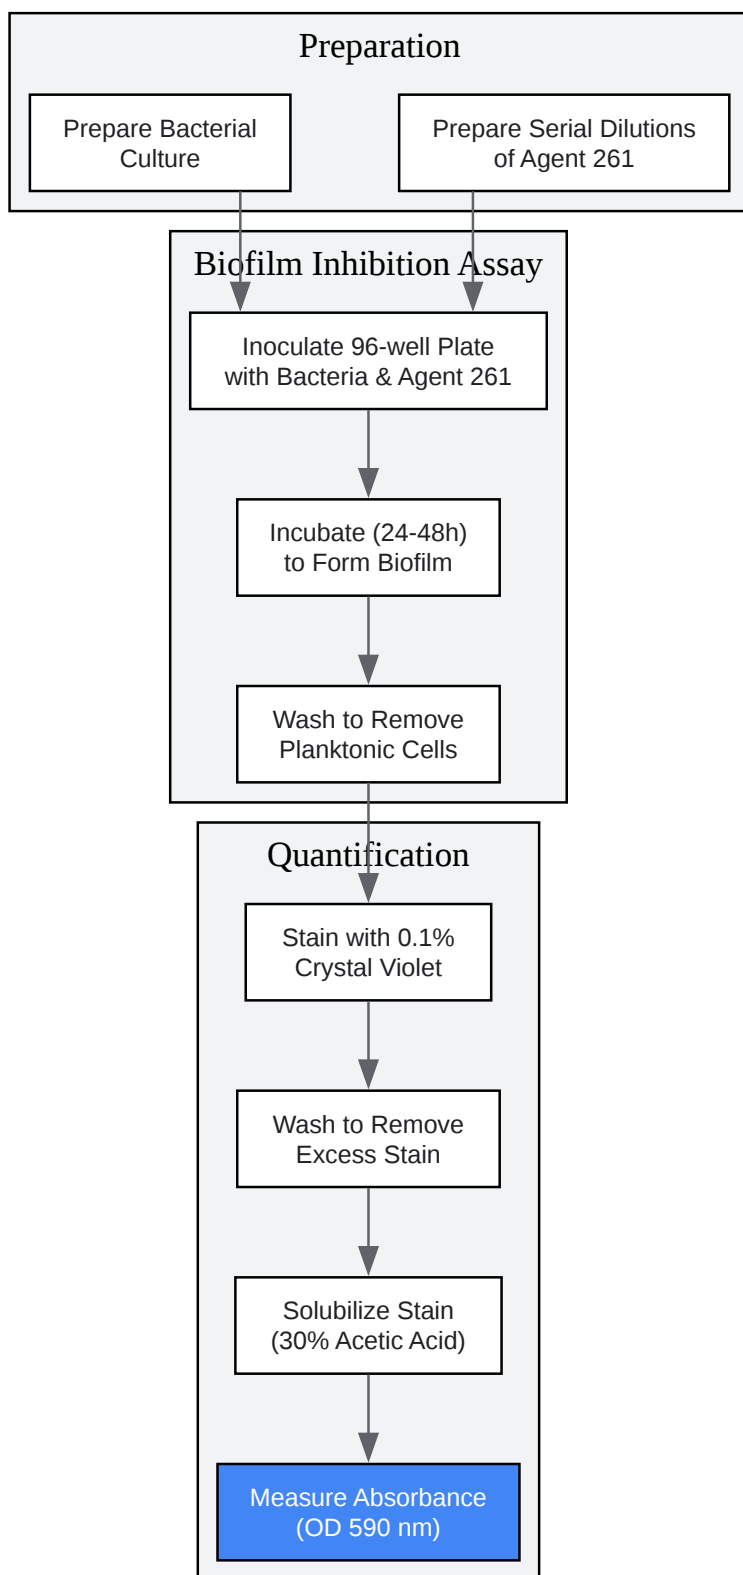 Preparation
Prepare Bacterial
Culture
Prepare Serial Dilutions
of Agent 261
Biofilm Inhibition Assay
Inoculate 96-well Plate
with Bacteria & Agent 261
Incubate (24-48h)
to Form Biofilm
Wash to Remove
Planktonic Cells
Quantification
Stain with 0.1%
Crystal Violet
Wash to Remove
Excess Stain
Solubilize Stain
(30% Acetic Acid)
Measure Absorbance
(OD 590 nm)